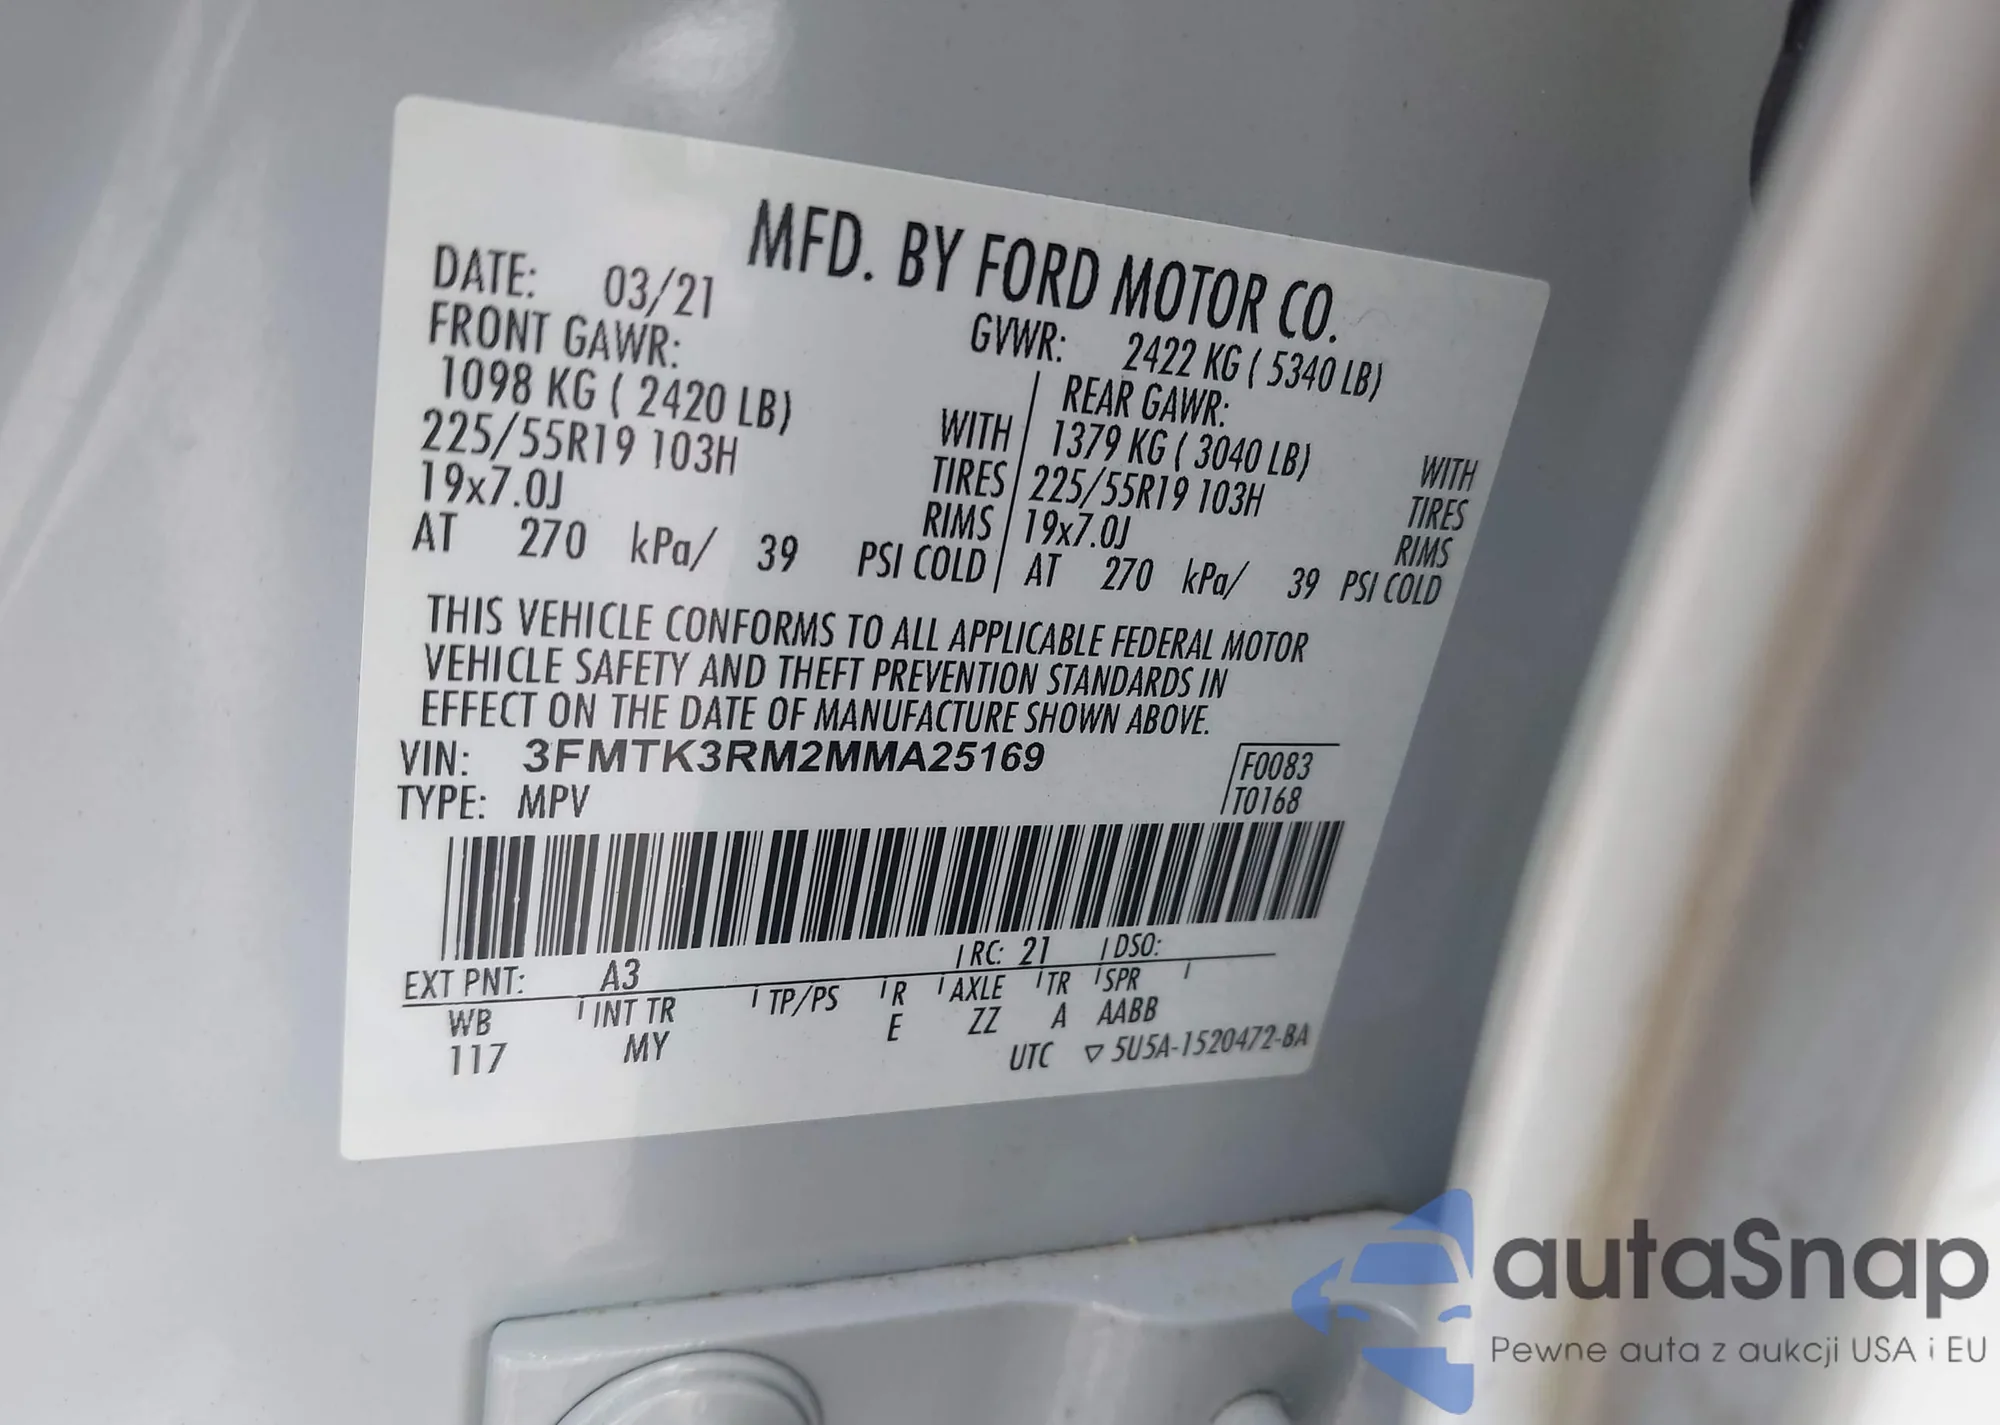 MFD. BY FORD MOTOR CO.
DATE: 03/21
GVWR: 2422 KG ( 5340 LB)
FRONT GAWR:
REAR GAWR:
1098 KG ( 2420 LB) WITH
1379 KG ( 3040 LB) WITH
225/55R19 103H TIRES
225/55R19 103H TIRES
19x7.0J RIMS
19x7.0J RIMS
AT 270 kPa/ 39 PSI COLD
AT 270 kPa/ 39 PSI COLD
THIS VEHICLE CONFORMS TO ALL APPLICABLE FEDERAL MOTOR
VEHICLE SAFETY AND THEFT PREVENTION STANDARDS IN
EFFECT ON THE DATE OF MANUFACTURE SHOWN ABOVE.
VIN: 3FMTK3RM2MMA25169
F0083
TYPE: MPV
T0168
EXT PNT: A3 RC: 21 DSO:
WB INT TR TP/PS R AXLE TR SPR
117 MY E ZZ A AABB
UTC ▽ 5U5A-1520472-BA
autaSnap
Pewne auta z aukcji USA i EU